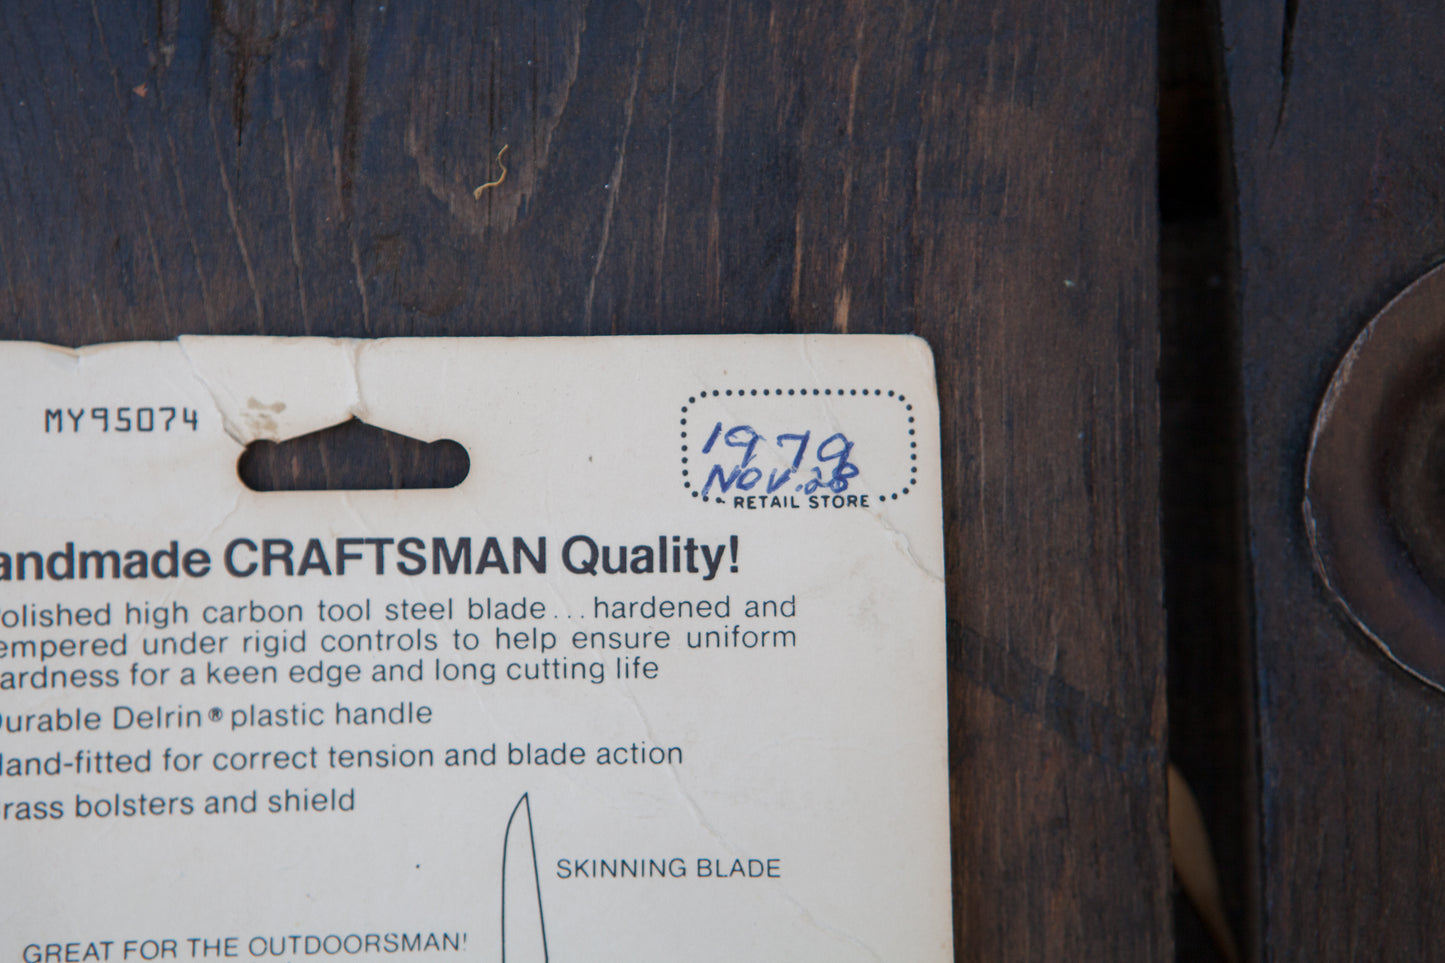 MY95074
1979
NOV. 28
RETAIL STORE
andmade CRAFTSMAN Quality!
olished high carbon tool steel blade... hardened and
empered under rigid controls to help ensure uniform
ardness for a keen edge and long cutting life
urable Delrin® plastic handle
Hand-fitted for correct tension and blade action
rass bolsters and shield
SKINNING BLADE
GREAT FOR THE OUTDOORSMAN!